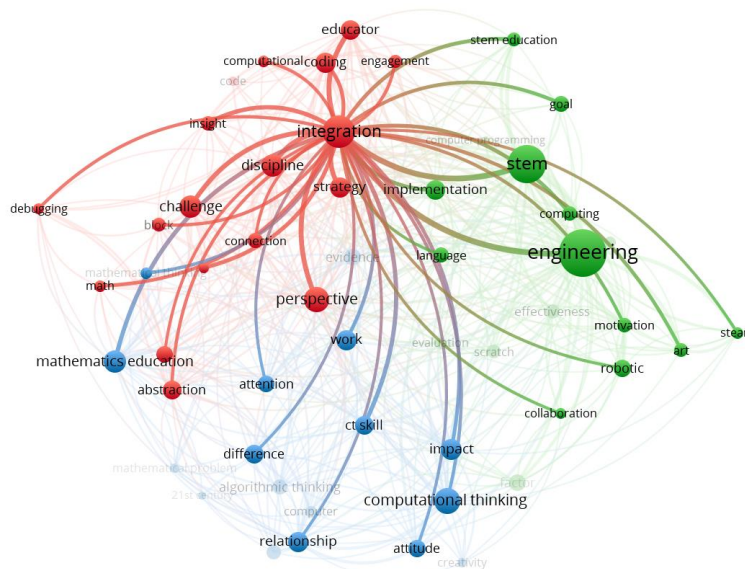 educator
stem education
computational
coding
engagement
code
goal
insight
integration
computer programming
discipline
stem
strategy
implementation
debugging
challenge
computing
block
connection
engineering
evidence
language
mathematical thinking
math
perspective
effectiveness
motivation
steam
work
evaluation
scratch
art
mathematics education
robotic
abstraction
attention
collaboration
ct skill
difference
impact
mathematical problem
algorithmic thinking
factor
computational thinking
computer
relationship
attitude
creativity